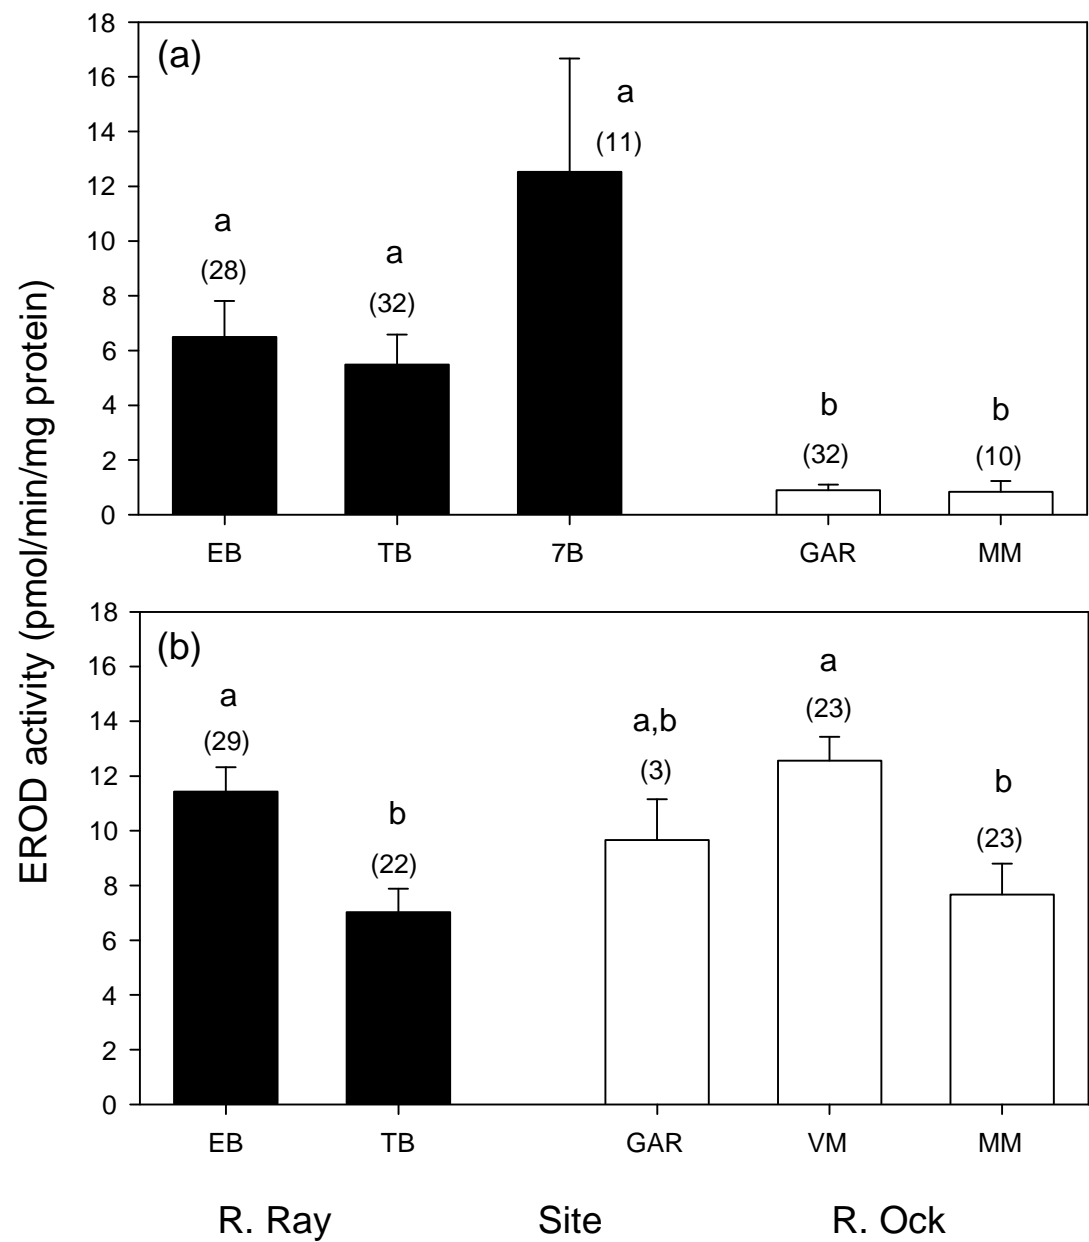 EROD activity (pmol/min/mg protein)
(a)
18
16
14
12
10
8
6
4
2
0
a
(28)
a
(32)
a
(11)
b
(32)
b
(10)
EB TB 7B GAR MM
(b)
18
16
14
12
10
8
6
4
2
0
a
(29)
b
(22)
a,b
(3)
a
(23)
b
(23)
EB TB GAR VM MM
R. Ray Site R. Ock